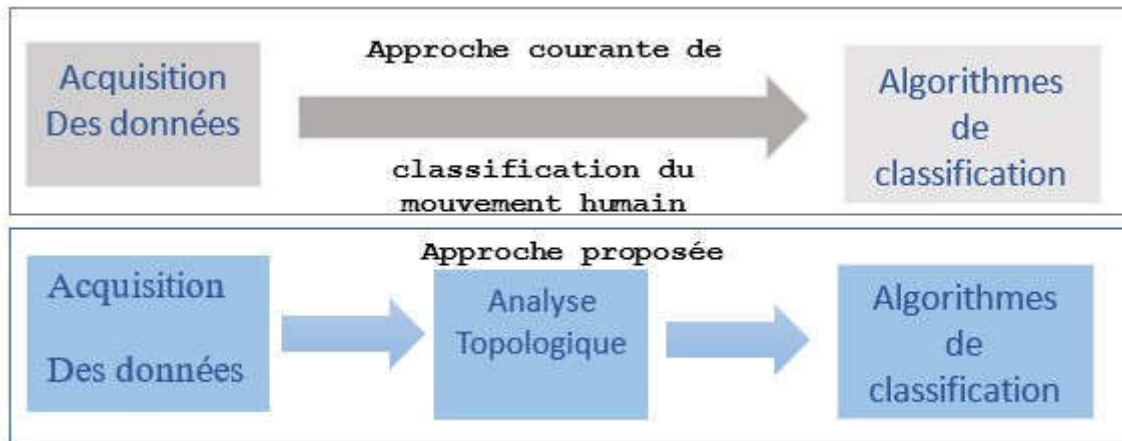 Approche courante de
Acquisition
Des données
Algorithmes
de
classification
classification du
mouvement humain
Approche proposée
Acquisition
Des données
Analyse
Topologique
Algorithmes
de
classification